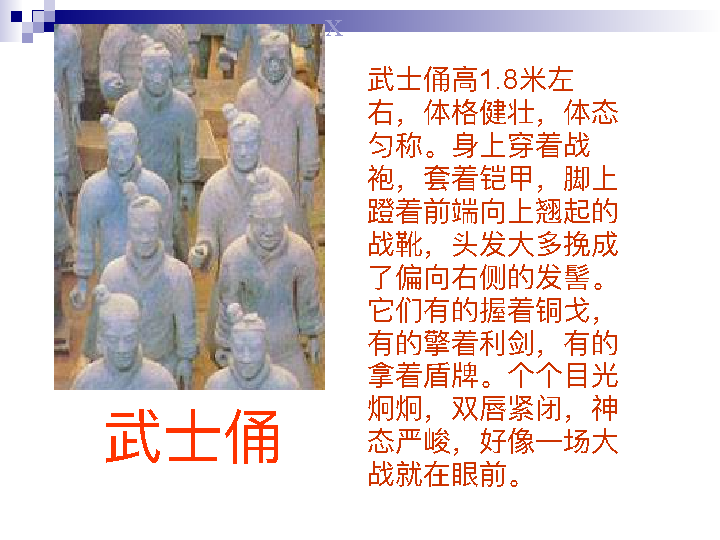 X
武士俑高1.8米左
右，体格健壮，体态
匀称。身上穿着战
袍，套着铠甲，脚上
蹬着前端向上翘起的
战靴，头发大多挽成
了偏向右侧的发髻。
它们有的握着铜戈，
有的擎着利剑，有的
拿着盾牌。个个目光
炯炯，双唇紧闭，神
态严峻，好像一场大
战就在眼前。
武士俑